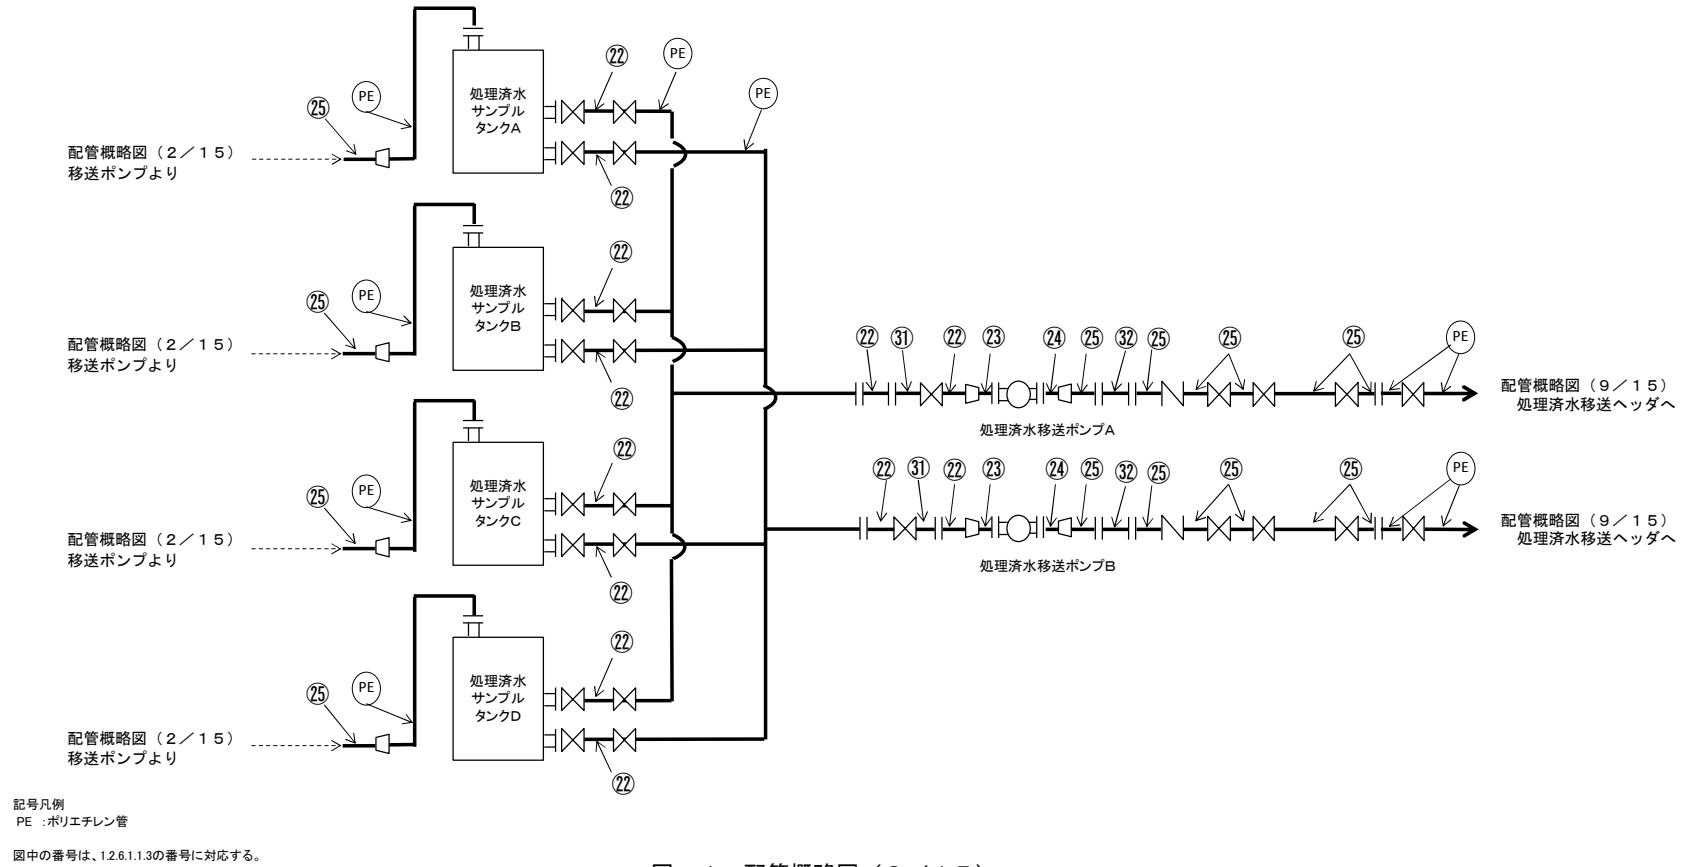 ㉒
PE
PE
処理済水
サンプル
タンクA
PE
㉕
配管概略図(2/15)
移送ポンプより
㉒
㉒
処理済水
サンプル
タンクB
PE
㉕
配管概略図(2/15)
移送ポンプより
㉒
㉒ ㉛ ㉒ ㉓ ㉔ ㉕ ㉜ ㉕ ㉕ ㉕ PE
配管概略図(9/15)
処理済水移送ヘッダへ
処理済水移送ポンプA
㉒
処理済水
サンプル
タンクC
PE
㉕
配管概略図(2/15)
移送ポンプより
㉒
㉒ ㉛ ㉒ ㉓ ㉔ ㉕ ㉜ ㉕ ㉕ ㉕ PE
配管概略図(9/15)
処理済水移送ヘッダへ
処理済水移送ポンプB
㉒
処理済水
サンプル
タンクD
PE
㉕
配管概略図(2/15)
移送ポンプより
㉒
記号凡例
PE :ポリエチレン管
図中の番号は、1.2.6.1.1.3の番号に対応する。